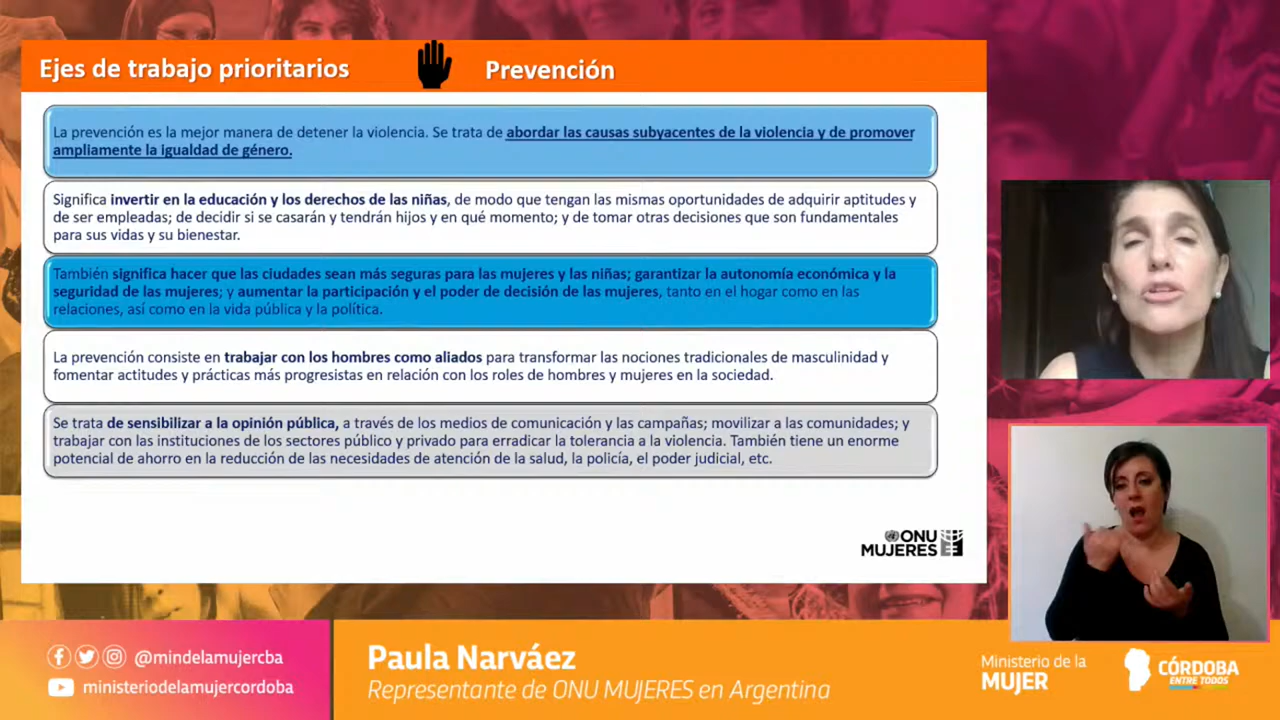 Ejes de trabajo prioritarios
Prevención
La prevención es la mejor manera de detener la violencia. Se trata de abordar las causas subyacentes de la violencia y de promover
ampliamente la igualdad de género.
Significa invertir en la educación y los derechos de las niñas, de modo que tengan las mismas oportunidades de adquirir aptitudes y
de ser empleadas; de decidir si se casarán y tendrán hijos y en qué momento; y de tomar otras decisiones que son fundamentales
para sus vidas y su bienestar.
También significa hacer que las ciudades sean más seguras para las mujeres y las niñas; garantizar la autonomía económica y la
seguridad de las mujeres; y aumentar la participación y el poder de decisión de las mujeres, tanto en el hogar como en las
relaciones, así como en la vida pública y la política.
La prevención consiste en trabajar con los hombres como aliados para transformar las nociones tradicionales de masculinidad y
fomentar actitudes y prácticas más progresistas en relación con los roles de hombres y mujeres en la sociedad.
Se trata de sensibilizar a la opinión pública, a través de los medios de comunicación y las campañas; movilizar a las comunidades; y
trabajar con las instituciones de los sectores público y privado para erradicar la tolerancia a la violencia. También tiene un enorme
potencial de ahorro en la reducción de las necesidades de atención de la salud, la policía, el poder judicial, etc.
ONU
MUJERES
@mindelamujercba
ministeriodelamujercordoba
Paula Narváez
Representante de ONU MUJERES en Argentina
Ministerio de la
MUJER
CÓRDOBA
ENTRE TODOS